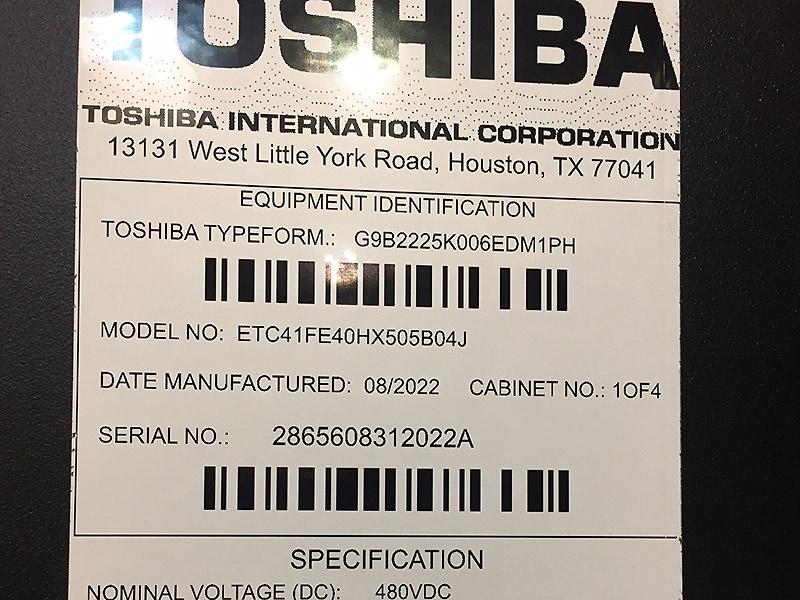 TOSHIBA
TOSHIBA INTERNATIONAL CORPORATION
13131 West Little York Road, Houston, TX 77041
EQUIPMENT IDENTIFICATION
TOSHIBA TYPEFORM.: G9B2225K006EDM1PH
MODEL NO: ETC41FE40HX505B04J
DATE MANUFACTURED: 08/2022 CABINET NO.: 1OF4
SERIAL NO.: 2865608312022A
SPECIFICATION
NOMINAL VOLTAGE (DC): 480VDC